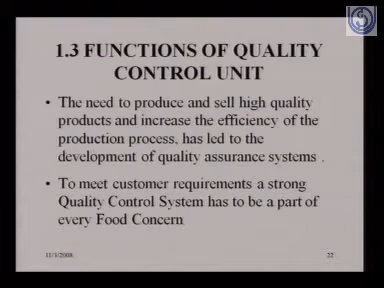 1.3 FUNCTIONS OF QUALITY
CONTROL UNIT
• The need to produce and sell high quality
products and increase the efficiency of the
production process, has led to the
development of quality assurance systems .
• To meet customer requirements a strong
Quality Control System has to be a part of
every Food Concern
11/3/2008
22